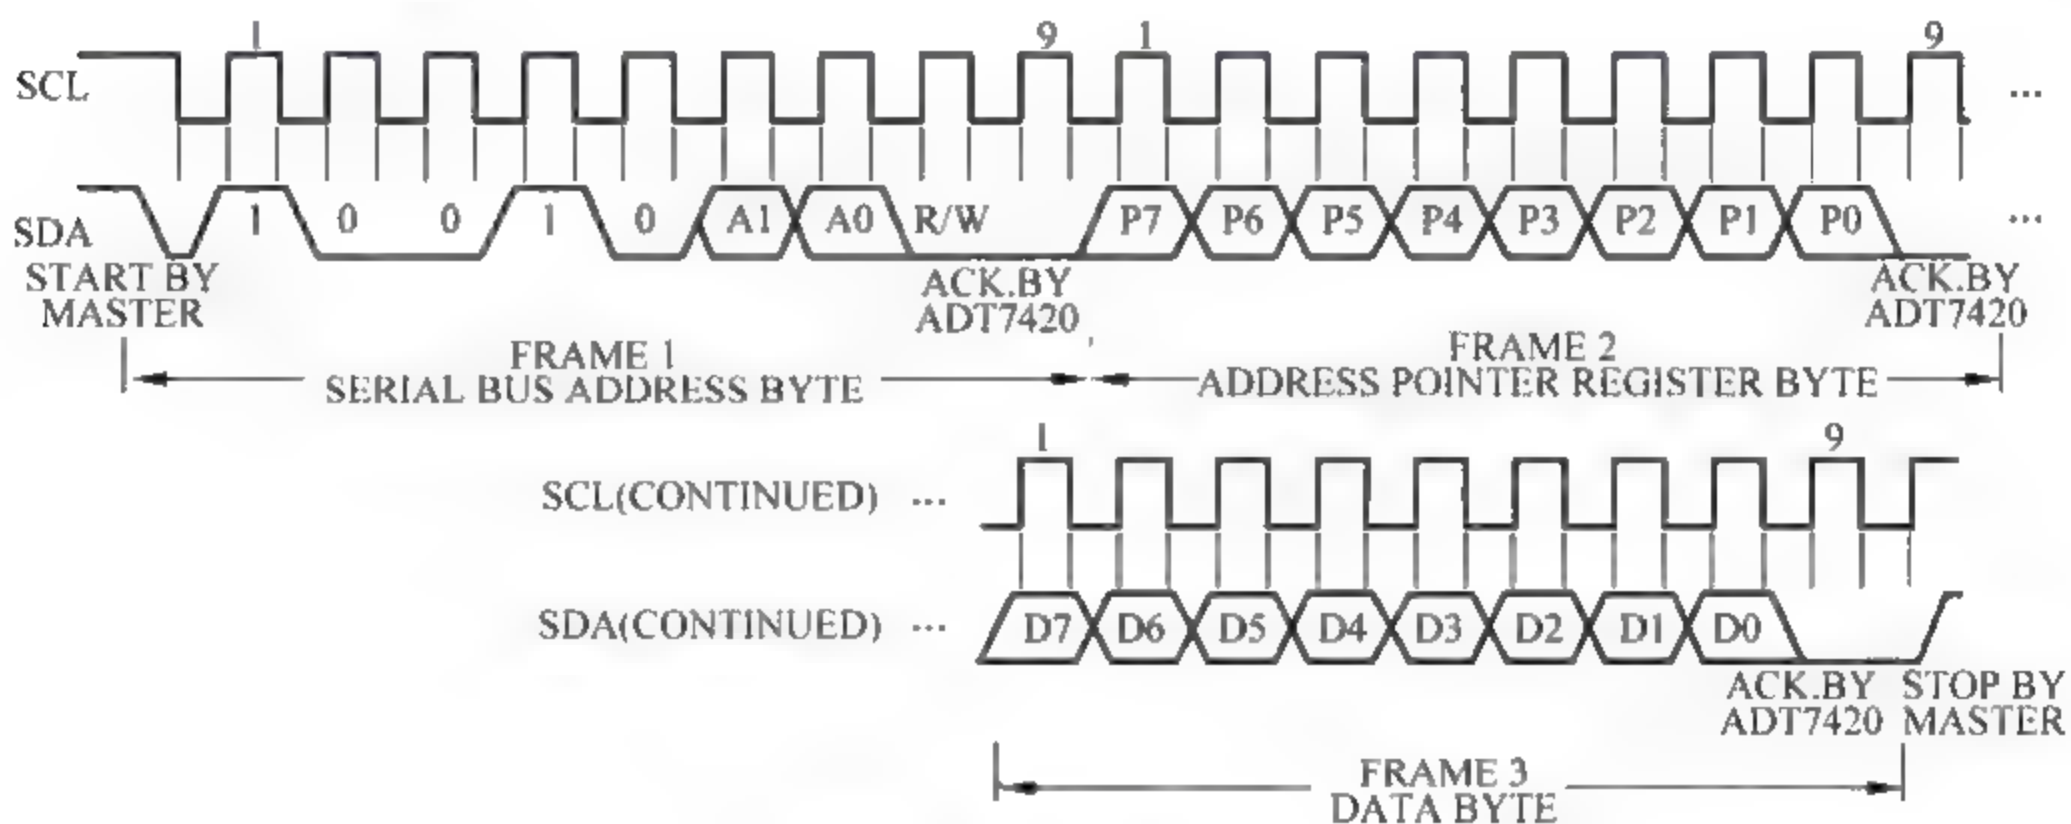 1 9 1 9
SCL ...
SDA 1 0 0 1 0 A1 A0 R/W P7 P6 P5 P4 P3 P2 P1 P0 ...
START BY
MASTER
ACK.BY
ADT7420
ACK.BY
ADT7420
FRAME 1
SERIAL BUS ADDRESS BYTE
FRAME 2
ADDRESS POINTER REGISTER BYTE
1 9
SCL(CONTINUED) ...
SDA(CONTINUED) ... D7 D6 D5 D4 D3 D2 D1 D0
ACK.BY
ADT7420
STOP BY
MASTER
FRAME 3
DATA BYTE